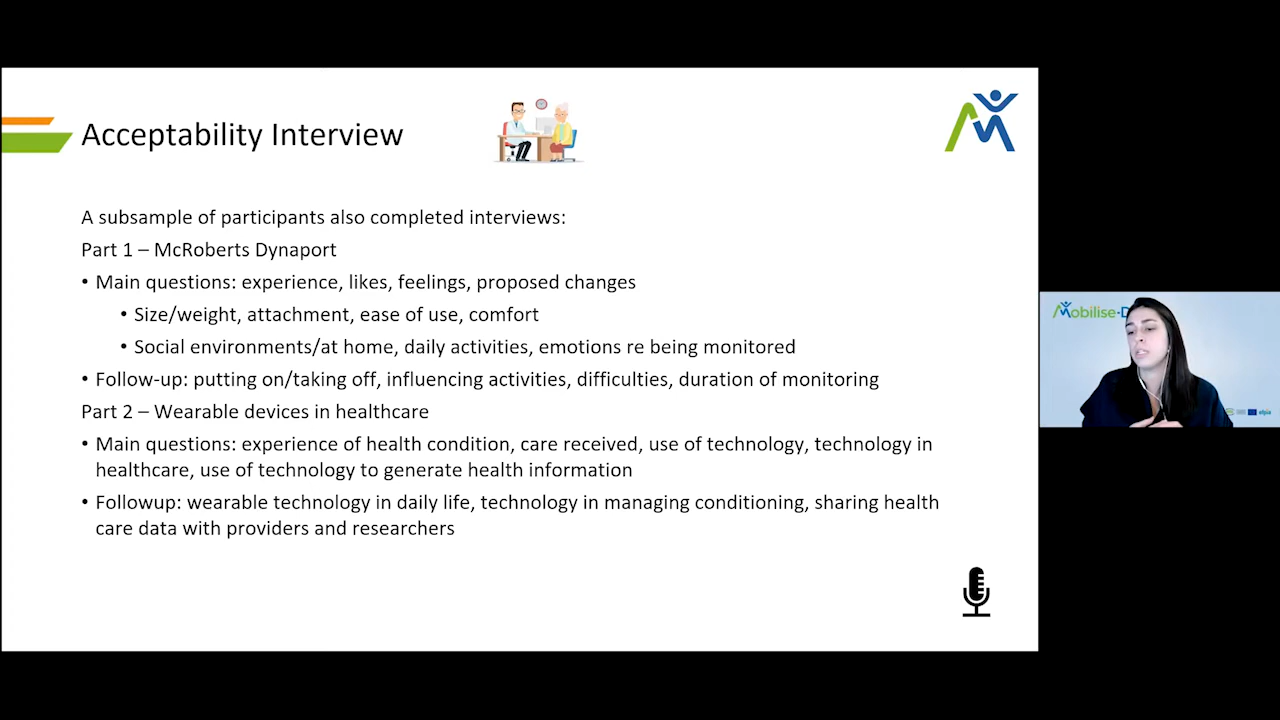 Acceptability Interview
A subsample of participants also completed interviews:
Part 1 – McRoberts Dynaport
• Main questions: experience, likes, feelings, proposed changes
• Size/weight, attachment, ease of use, comfort
• Social environments/at home, daily activities, emotions re being monitored
• Follow-up: putting on/taking off, influencing activities, difficulties, duration of monitoring
Part 2 – Wearable devices in healthcare
• Main questions: experience of health condition, care received, use of technology, technology in
healthcare, use of technology to generate health information
• Followup: wearable technology in daily life, technology in managing conditioning, sharing health
care data with providers and researchers
Mobilise-D